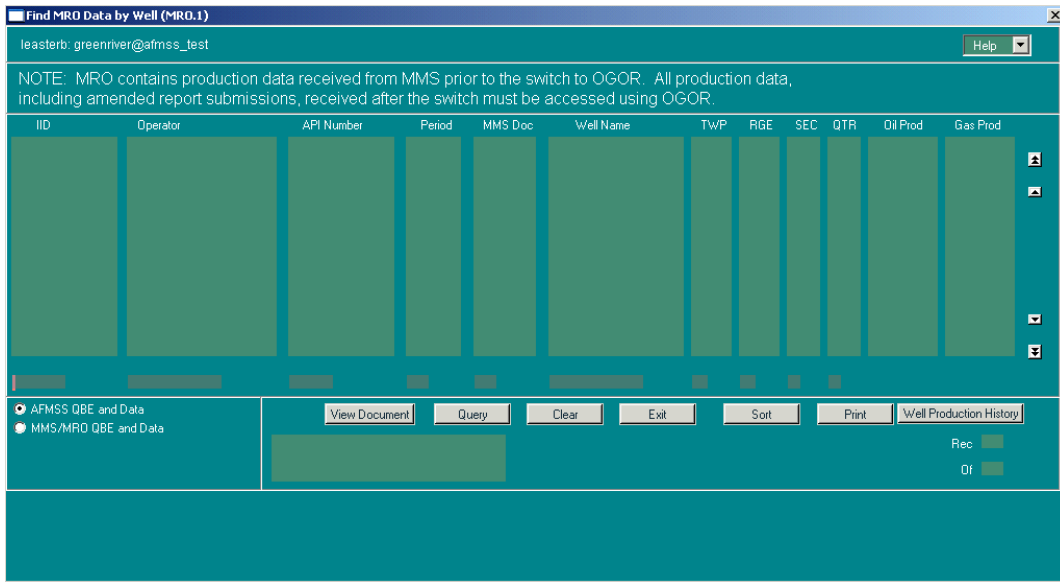 Find MRO Data by Well (MRO.1)
leasterb: greenriver@afmss_test
Help
NOTE: MRO contains production data received from MMS prior to the switch to OGOR. All production data,
including amended report submissions, received after the switch must be accessed using OGOR.
IID Operator API Number Period MMS Doc Well Name TWP RGE SEC QTR Oil Prod Gas Prod
AFMSS QBE and Data
MMS/MRO QBE and Data
View Document Query Clear Exit Sort Print Well Production History
Rec
Of